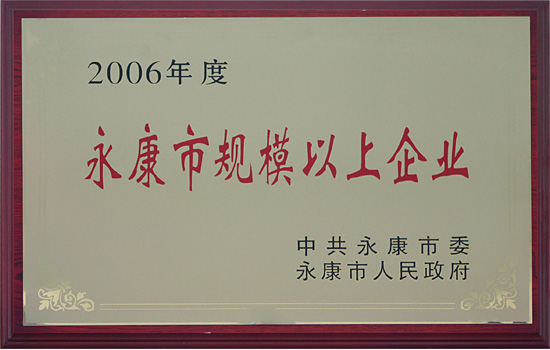 2006年度
永康市规模以上企业
中共永康市委
永康市人民政府